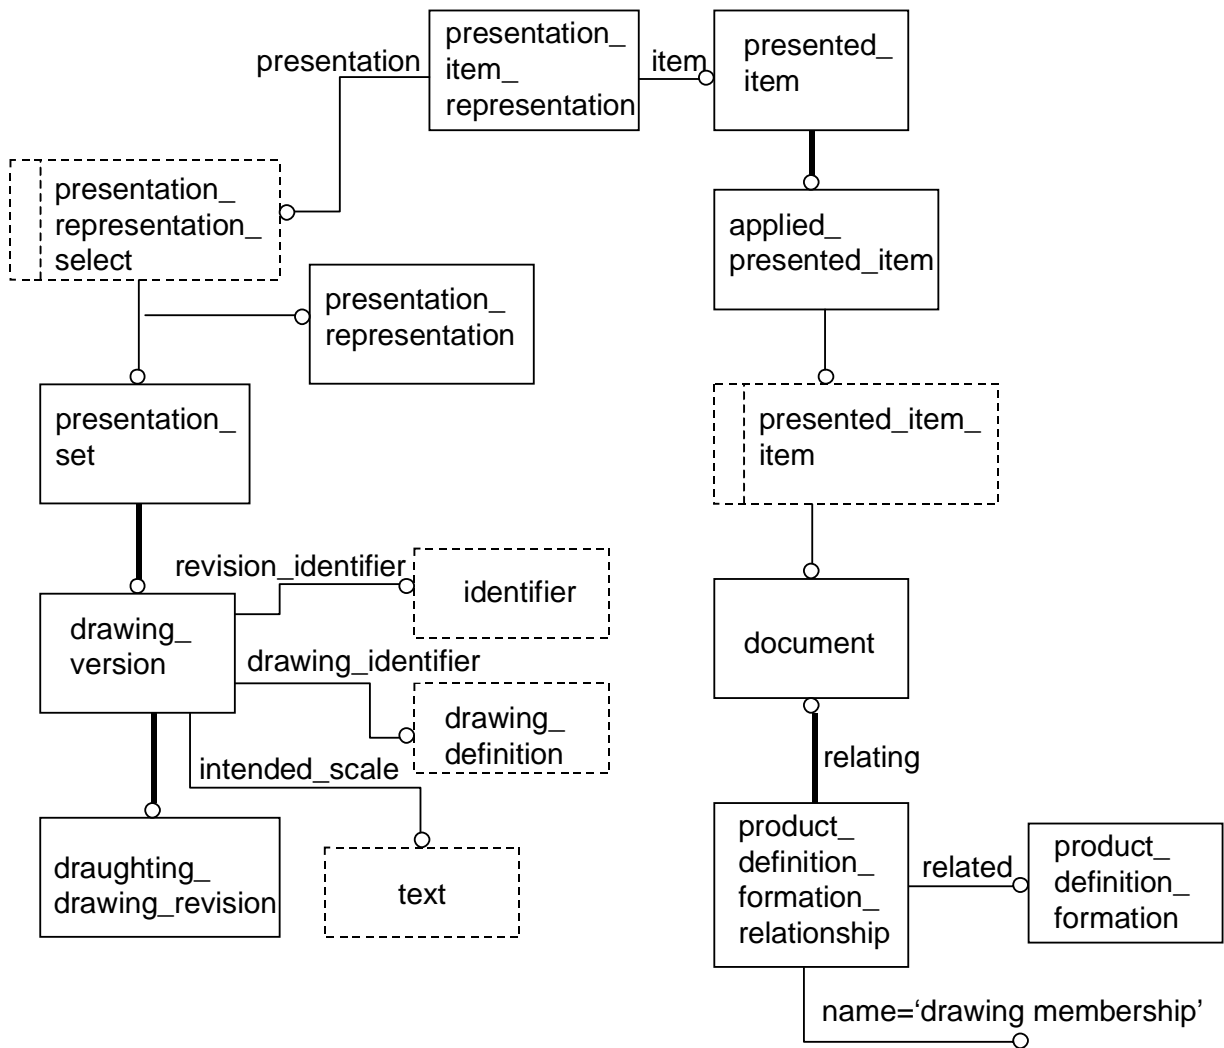 presentation
presentation_
item_
representation
item
presented_
item
presentation_
representation_
select
applied_
presented_item
presentation_
representation
presentation_
set
presented_item_
item
revision_identifier
identifier
drawing_
version
drawing_identifier
document
drawing_
definition
intended_scale
relating
draughting_
drawing_revision
text
product_
definition_
formation_
relationship
related
product_
definition_
formation
name=‘drawing membership’